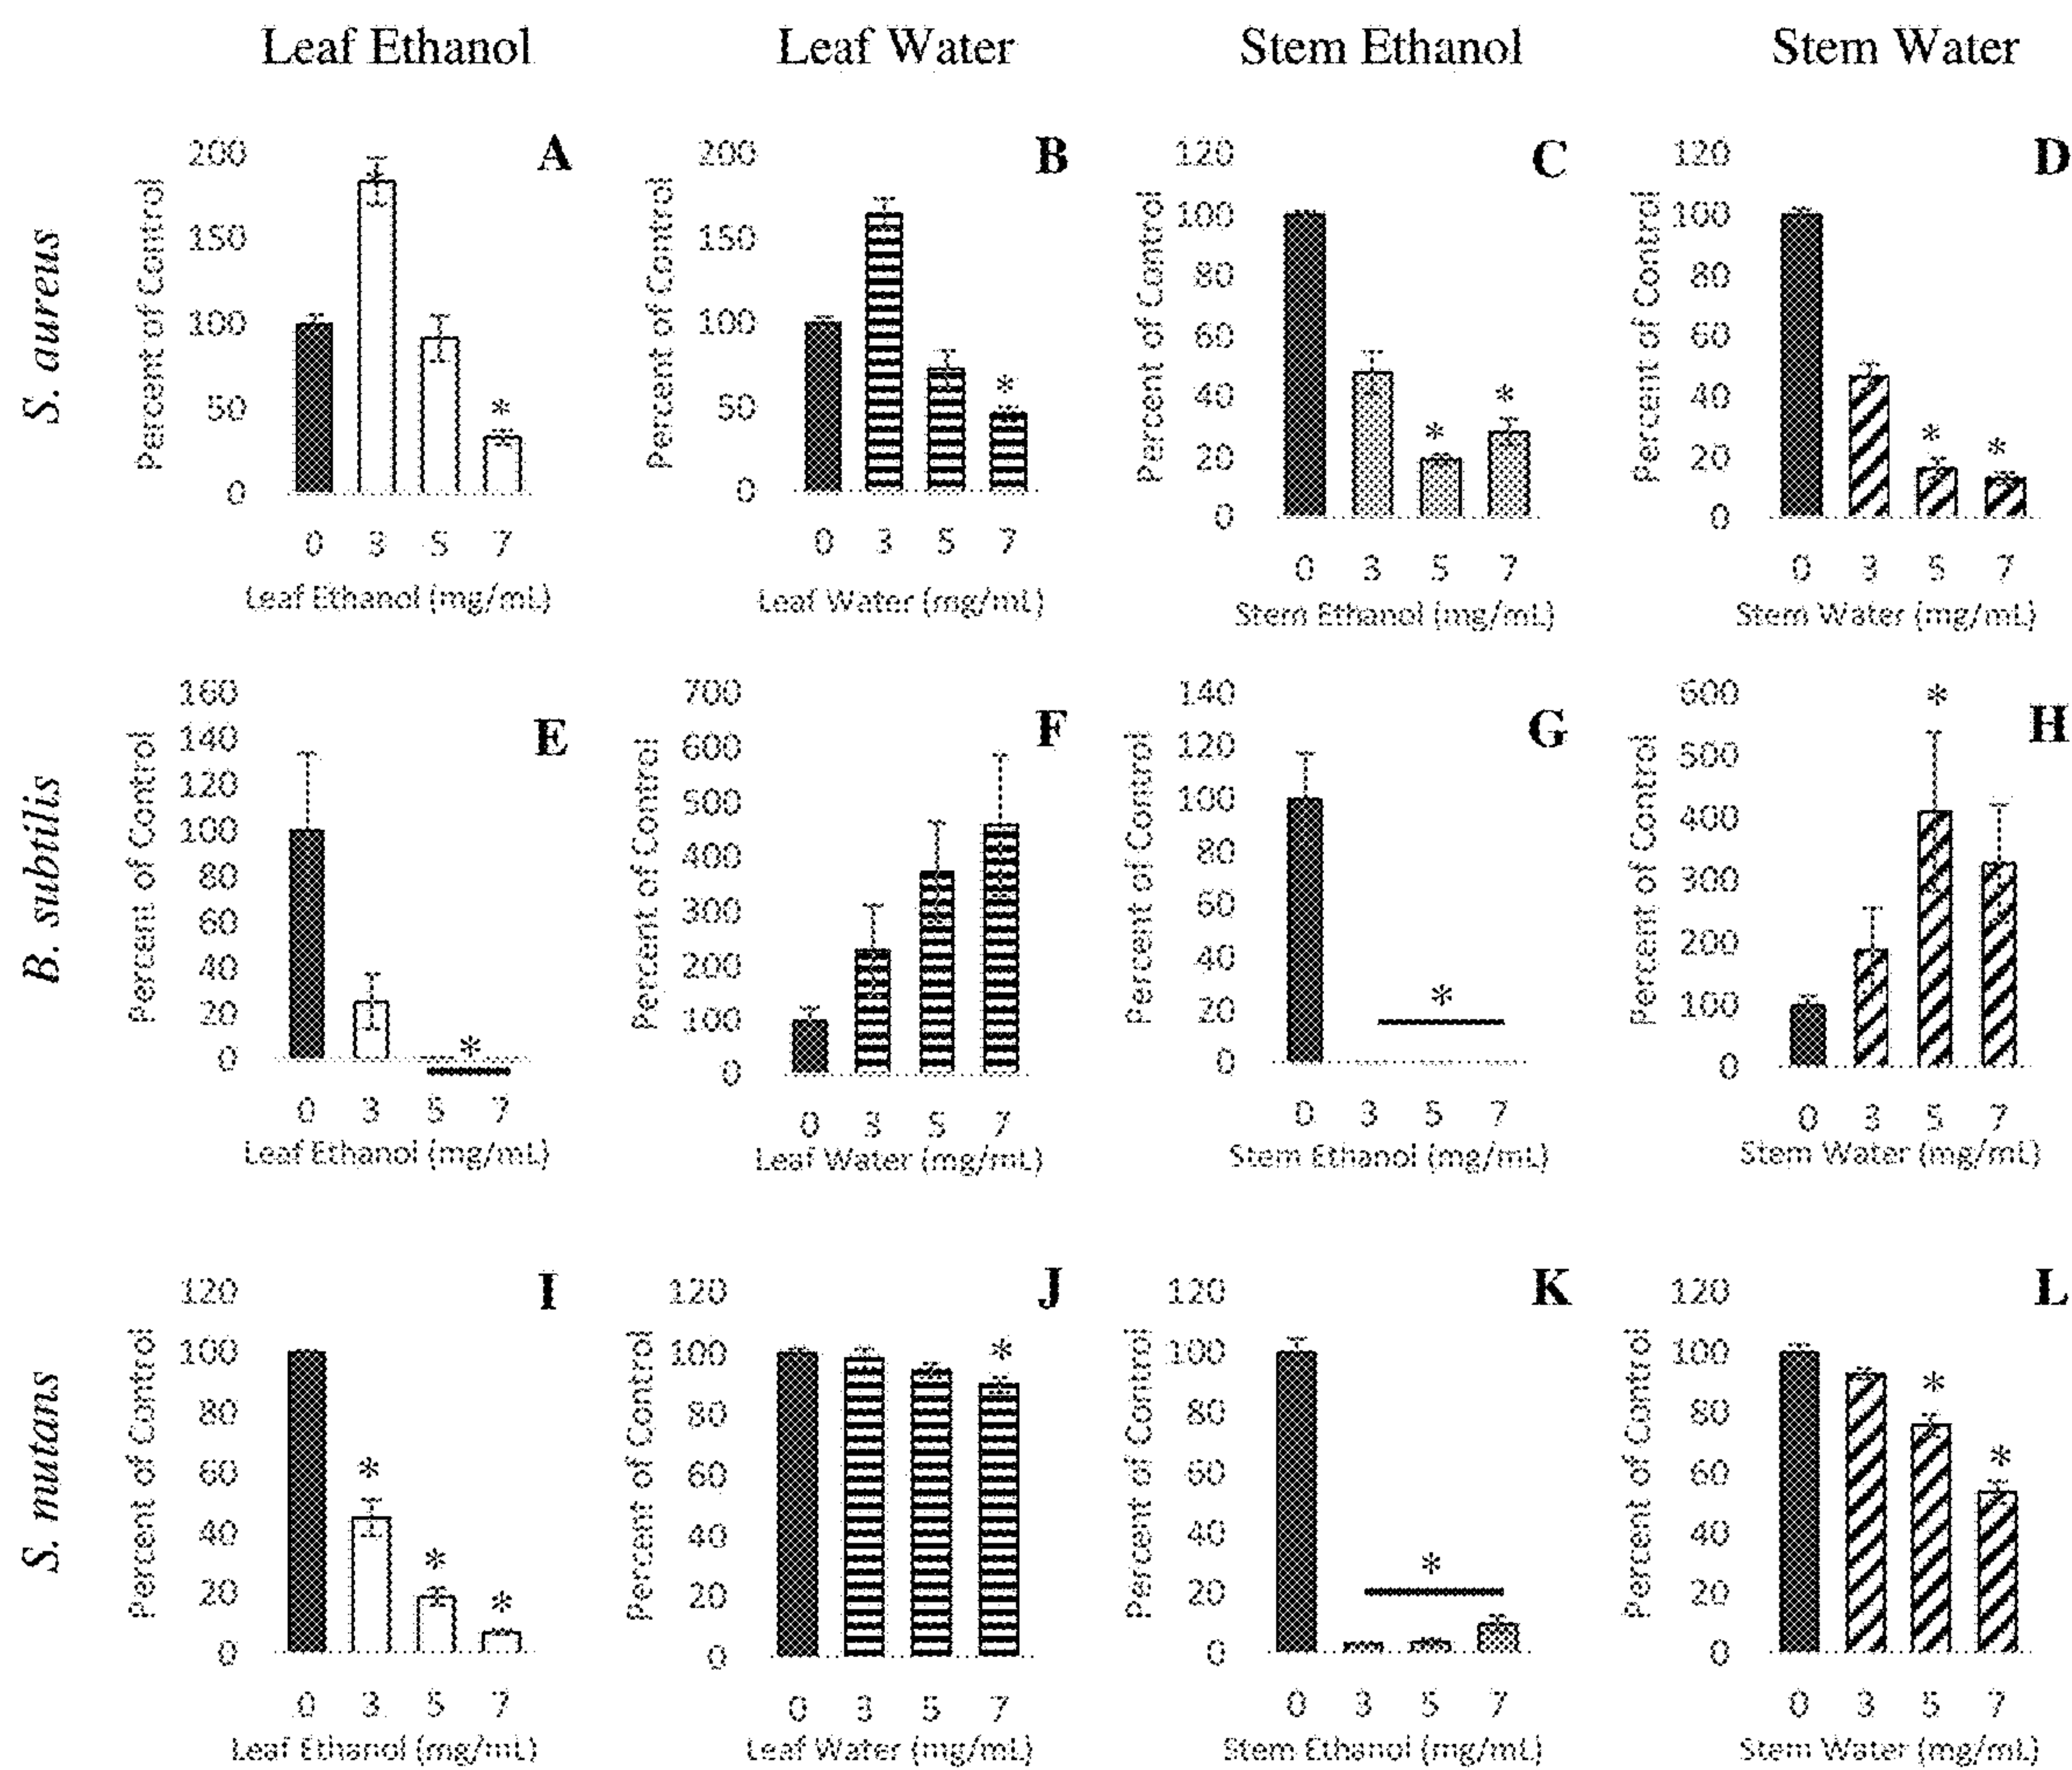 Leaf Ethanol Leaf Water Stem Ethanol Stem Water
S. aureus
A
Percent of Control
200
150
100
50
0
*
0 3 5 7
Leaf Ethanol (mg/mL)
B
Percent of Control
200
150
100
50
0
*
0 3 5 7
Leaf Water (mg/mL)
C
Percent of Control
120
100
80
60
40
20
0
* *
0 3 5 7
Stem Ethanol (mg/mL)
D
Percent of Control
120
100
80
60
40
20
0
* *
0 3 5 7
Stem Water (mg/mL)
B. subtilis
E
Percent of Control
160
140
120
100
80
60
40
20
0
*
0 3 5 7
Leaf Ethanol (mg/mL)
F
Percent of Control
700
600
500
400
300
200
100
0
0 3 5 7
Leaf Water (mg/mL)
G
Percent of Control
140
120
100
80
60
40
20
0
*
0 3 5 7
Stem Ethanol (mg/mL)
H
Percent of Control
600
500
400
300
200
100
0
*
0 3 5 7
Stem Water (mg/mL)
S. mutans
I
Percent of Control
120
100
80
60
40
20
0
* * *
0 3 5 7
Leaf Ethanol (mg/mL)
J
Percent of Control
120
100
80
60
40
20
0
*
0 3 5 7
Leaf Water (mg/mL)
K
Percent of Control
120
100
80
60
40
20
0
*
0 3 5 7
Stem Ethanol (mg/mL)
L
Percent of Control
120
100
80
60
40
20
0
* *
0 3 5 7
Stem Water (mg/mL)